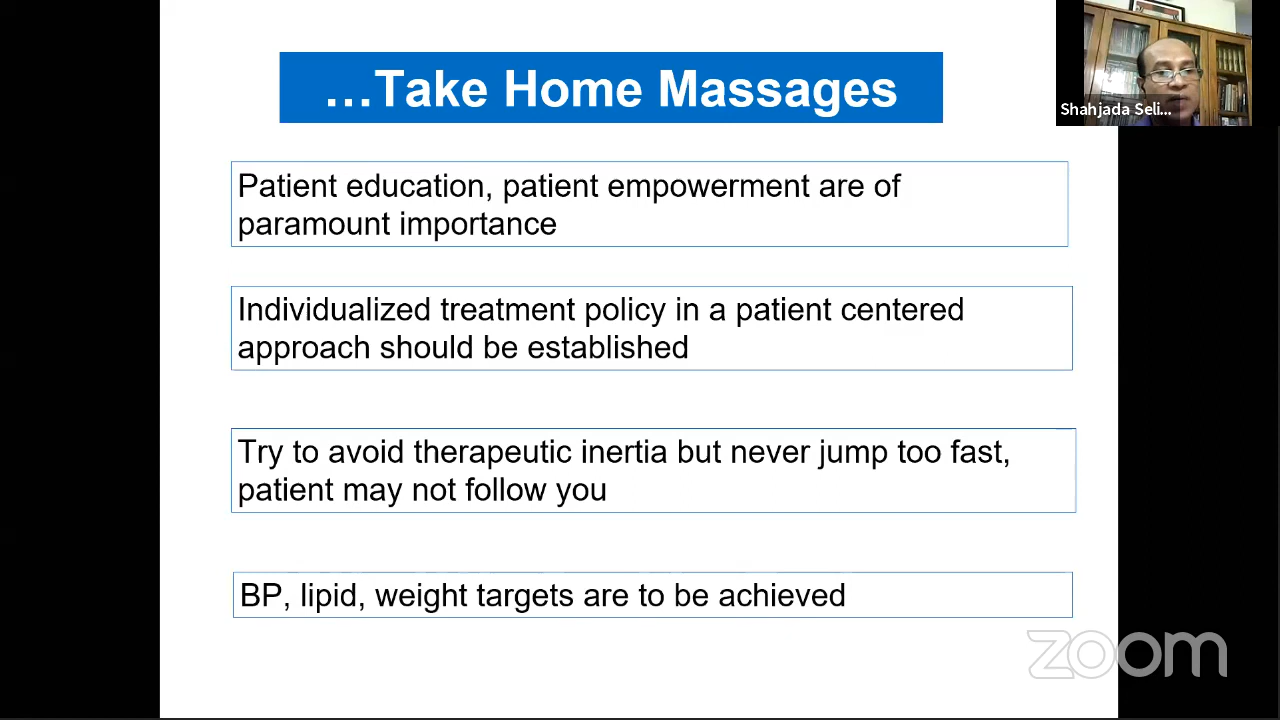 ...Take Home Massages
Shahjada Seli...
Patient education, patient empowerment are of
paramount importance
Individualized treatment policy in a patient centered
approach should be established
Try to avoid therapeutic inertia but never jump too fast,
patient may not follow you
BP, lipid, weight targets are to be achieved
zoom